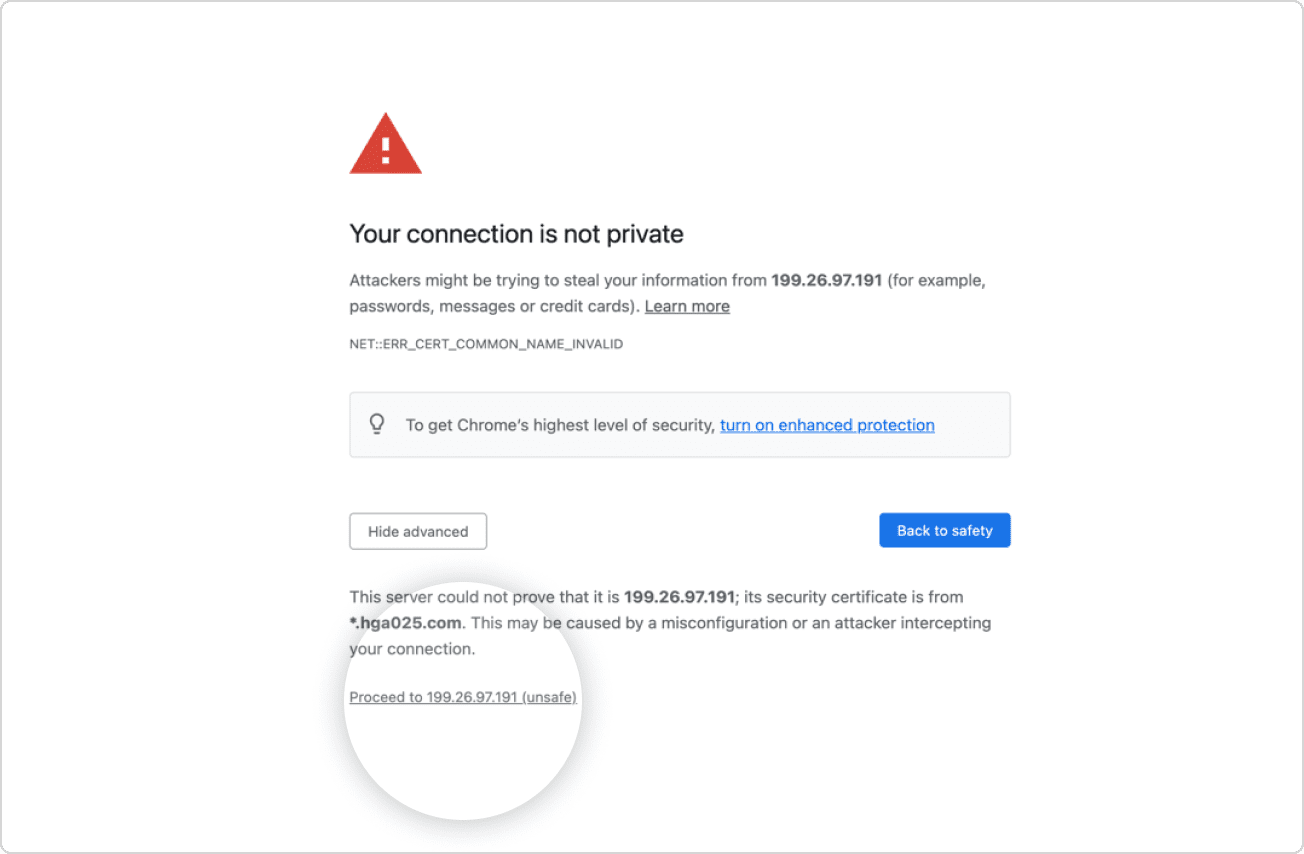 Your connection is not private
Attackers might be trying to steal your information from 199.26.97.191 (for example,
passwords, messages or credit cards). Learn more
NET::ERR_CERT_COMMON_NAME_INVALID
To get Chrome's highest level of security, turn on enhanced protection
Hide advanced
Back to safety
This server could not prove that it is 199.26.97.191; its security certificate is from
*.hga025.com. This may be caused by a misconfiguration or an attacker intercepting
your connection.
Proceed to 199.26.97.191 (unsafe)